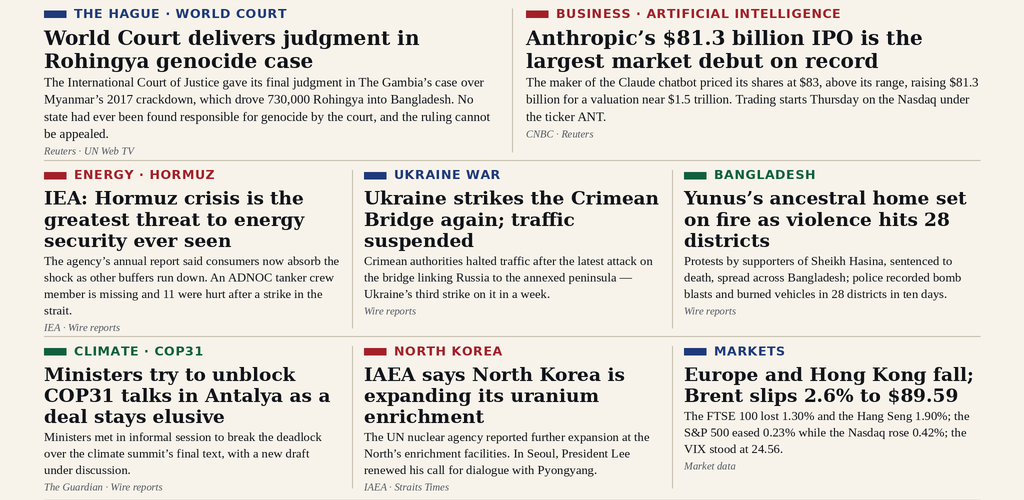 THE HAGUE · WORLD COURT
World Court delivers judgment in
Rohingya genocide case
The International Court of Justice gave its final judgment in The Gambia’s case over
Myanmar’s 2017 crackdown, which drove 730,000 Rohingya into Bangladesh. No
state had ever been found responsible for genocide by the court, and the ruling cannot
be appealed.
Reuters · UN Web TV
BUSINESS · ARTIFICIAL INTELLIGENCE
Anthropic’s $81.3 billion IPO is the
largest market debut on record
The maker of the Claude chatbot priced its shares at $83, above its range, raising $81.3
billion for a valuation near $1.5 trillion. Trading starts Thursday on the Nasdaq under
the ticker ANT.
CNBC · Reuters
ENERGY · HORMUZ
IEA: Hormuz crisis is the
greatest threat to energy
security ever seen
The agency’s annual report said consumers now absorb the
shock as other buffers run down. An ADNOC tanker crew
member is missing and 11 were hurt after a strike in the
strait.
IEA · Wire reports
UKRAINE WAR
Ukraine strikes the Crimean
Bridge again; traffic
suspended
Crimean authorities halted traffic after the latest attack on
the bridge linking Russia to the annexed peninsula —
Ukraine’s third strike on it in a week.
Wire reports
BANGLADESH
Yunus’s ancestral home set
on fire as violence hits 28
districts
Protests by supporters of Sheikh Hasina, sentenced to
death, spread across Bangladesh; police recorded bomb
blasts and burned vehicles in 28 districts in ten days.
Wire reports
CLIMATE · COP31
Ministers try to unblock
COP31 talks in Antalya as a
deal stays elusive
Ministers met in informal session to break the deadlock
over the climate summit’s final text, with a new draft
under discussion.
The Guardian · Wire reports
NORTH KOREA
IAEA says North Korea is
expanding its uranium
enrichment
The UN nuclear agency reported further expansion at the
North’s enrichment facilities. In Seoul, President Lee
renewed his call for dialogue with Pyongyang.
IAEA · Straits Times
MARKETS
Europe and Hong Kong fall;
Brent slips 2.6% to $89.59
The FTSE 100 lost 1.30% and the Hang Seng 1.90%; the
S&P 500 eased 0.23% while the Nasdaq rose 0.42%; the
VIX stood at 24.56.
Market data